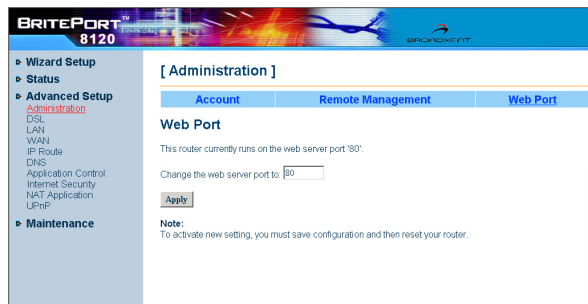 BRITEPORT™
8120
BROADXENT
Wizard Setup
Status
Advanced Setup
Administration
DSL
LAN
WAN
IP Route
DNS
Application Control
Internet Security
NAT Application
UPnP
Maintenance
[ Administration ]
Account Remote Management Web Port
Web Port
This router currently runs on the web server port '80'.
Change the web server port to: 80
Apply
Note:
To activate new setting, you must save configuration and then reset your router.